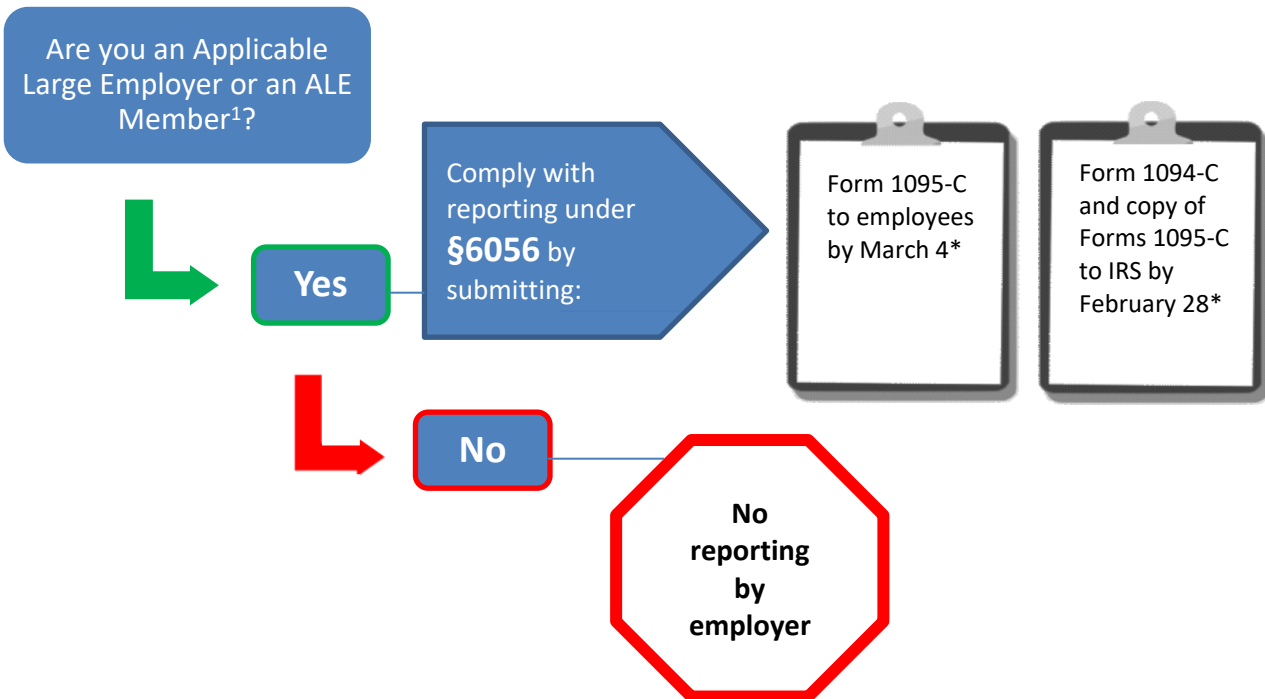 Are you an Applicable
Large Employer or an ALE
Member¹?
Comply with
reporting under
§6056 by
submitting:
Form 1095-C
to employees
by March 4*
Form 1094-C
and copy of
Forms 1095-C
to IRS by
February 28*
Yes
No
No
reporting
by
employer